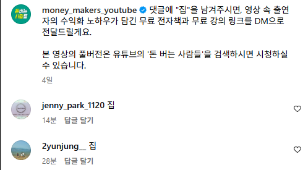 money_makers_youtube 댓글에 "집"을 남겨주시면, 영상 속 출연
자의 수익화 노하우가 담긴 무료 전자책과 무료 강의 링크를 DM으로
전달드릴게요.
본 영상의 풀버전은 유튜브의 '돈 버는 사람들'을 검색하시면 시청하실
수 있습니다.
4일
jenny_park_1120 집
14분 답글 달기
2yunjung__ 집
28분 답글 달기